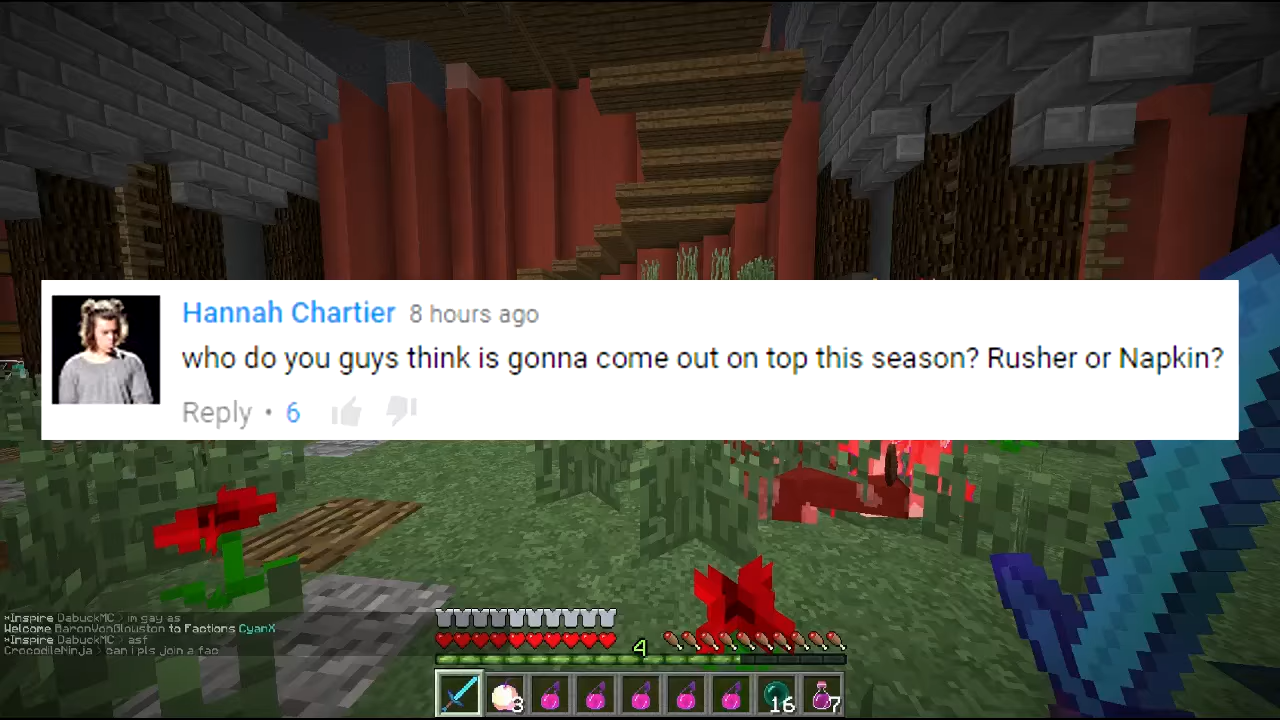 Hannah Chartier 8 hours ago
who do you guys think is gonna come out on top this season? Rusher or Napkin?
Reply • 6
*Inspire DabuckMC > im gay as
Welcome BaronVonGlouston to Factions CyanX
*Inspire DabuckMC > asf
CrocodileNinja > can i pls join a fac
4
3 16 7